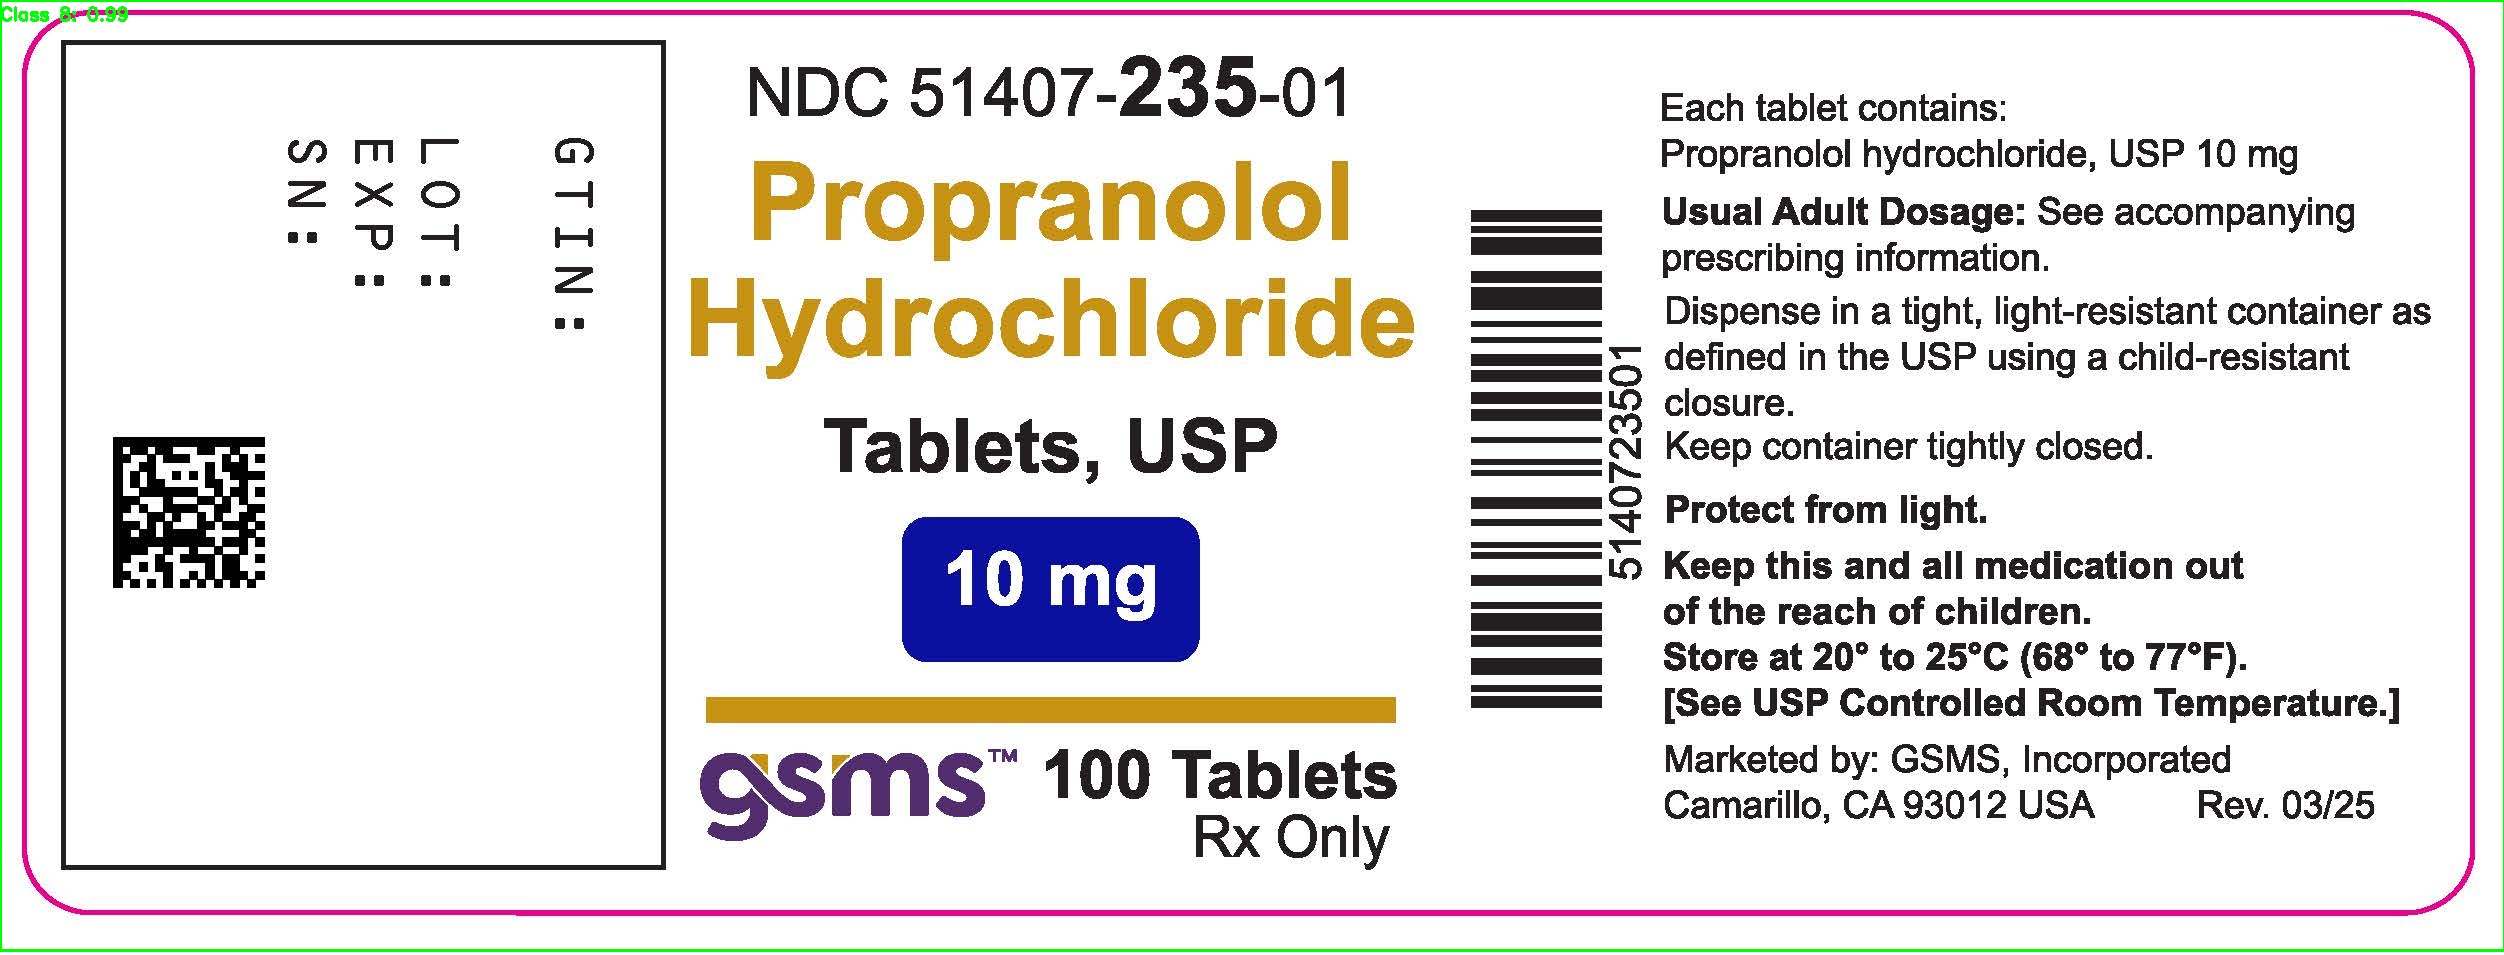 Class 8: 0.99
GTIN:
LOT:
EXP:
SN:
NDC 51407-235-01
Propranolol
Hydrochloride
Tablets, USP
10 mg
gsms™ 100 Tablets
Rx Only
5140723501
Each tablet contains:
Propranolol hydrochloride, USP 10 mg
Usual Adult Dosage: See accompanying
prescribing information.
Dispense in a tight, light-resistant container as
defined in the USP using a child-resistant
closure.
Keep container tightly closed.
Protect from light.
Keep this and all medication out
of the reach of children.
Store at 20° to 25°C (68° to 77°F).
[See USP Controlled Room Temperature.]
Marketed by: GSMS, Incorporated
Camarillo, CA 93012 USA Rev. 03/25